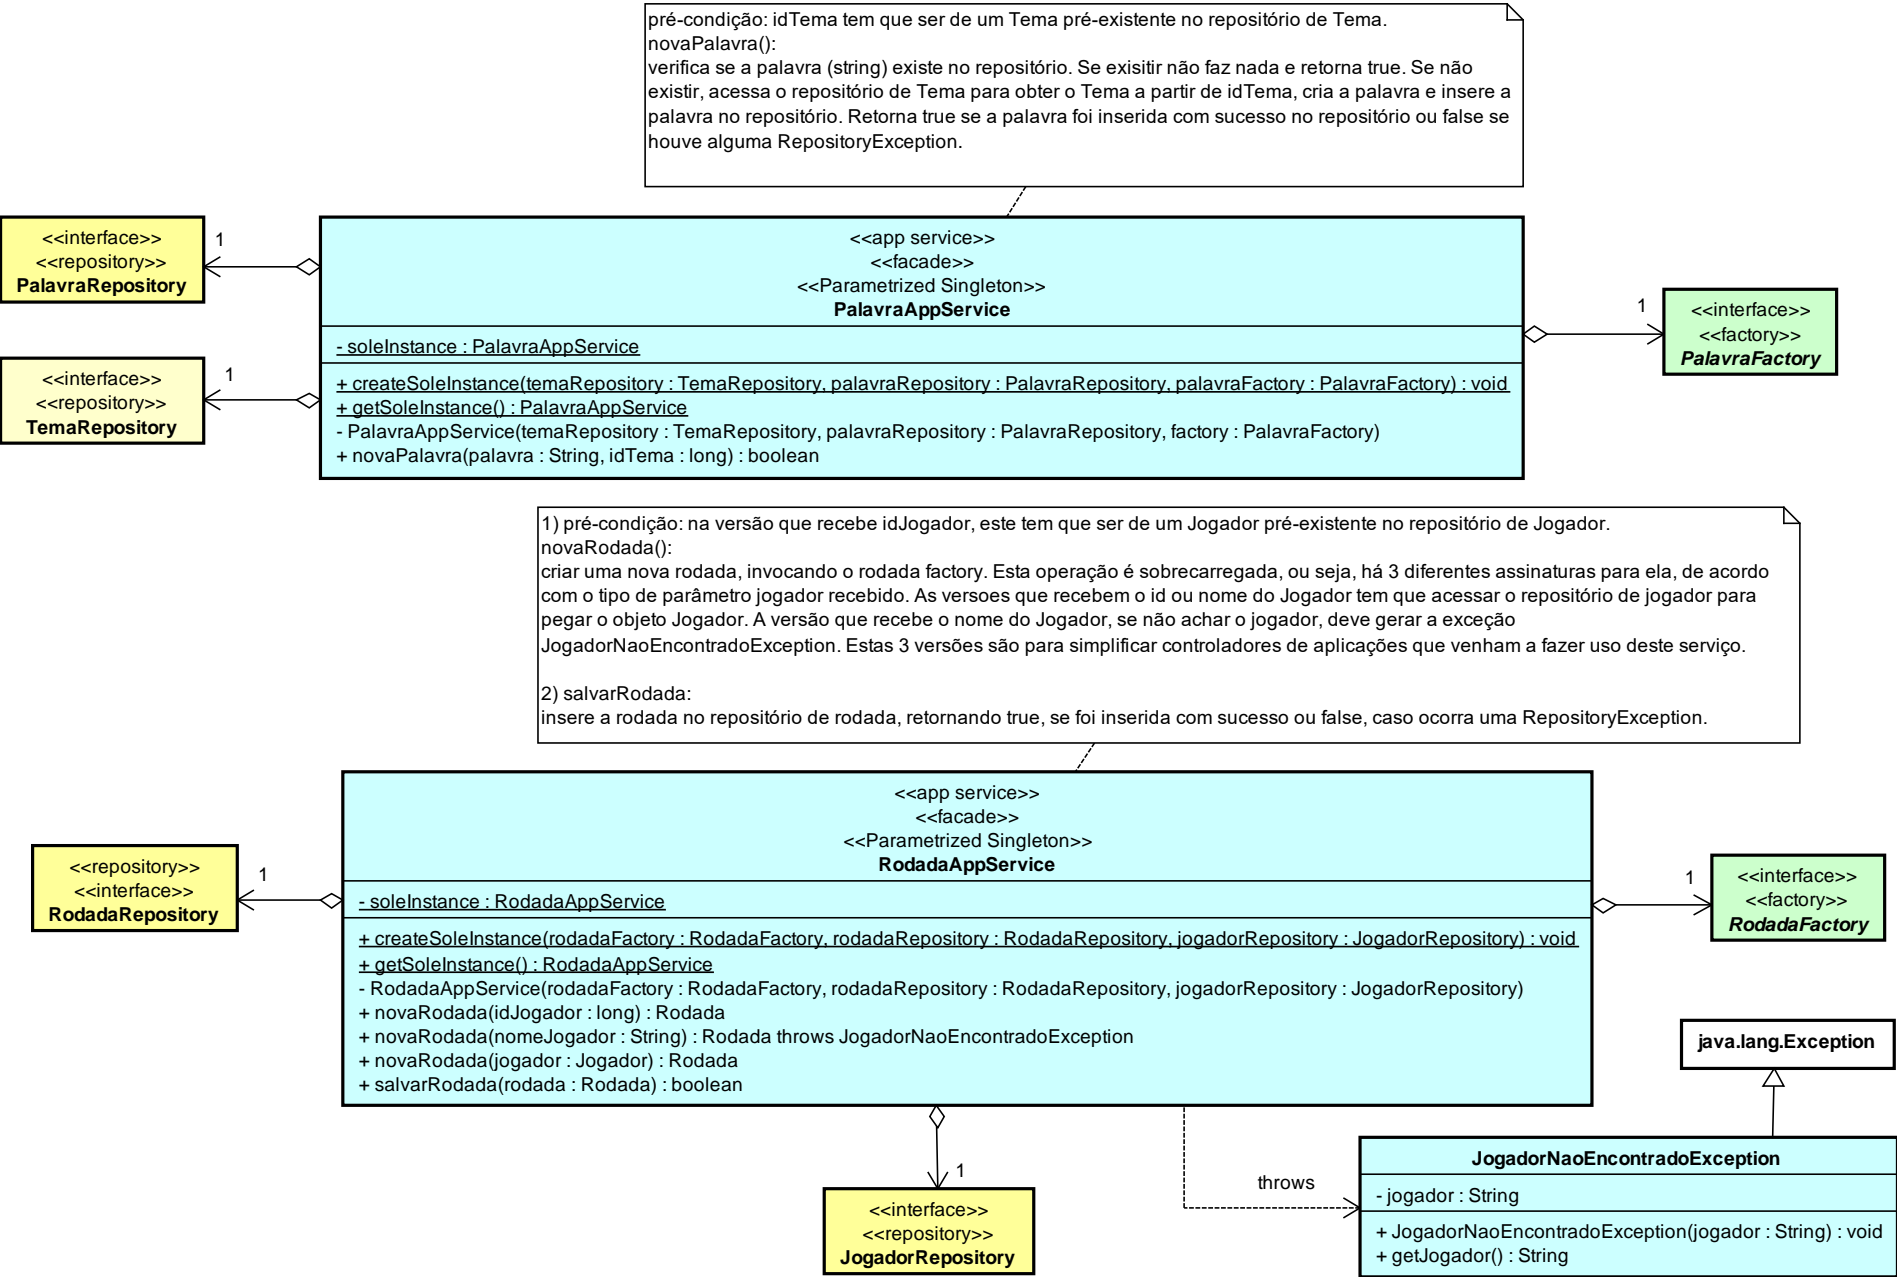 pré-condição: idTema tem que ser de um Tema pré-existente no repositório de Tema.
novaPalavra():
verifica se a palavra (string) existe no repositório. Se exisitir não faz nada e retorna true. Se não
existir, acessa o repositório de Tema para obter o Tema a partir de idTema, cria a palavra e insere a
palavra no repositório. Retorna true se a palavra foi inserida com sucesso no repositório ou false se
houve alguma RepositoryException.
<<interface>>
<<repository>>
PalavraRepository
1
<<interface>>
<<repository>>
TemaRepository
1
<<app service>>
<<facade>>
<<Parametrized Singleton>>
PalavraAppService
- soleInstance : PalavraAppService
+ createSoleInstance(temaRepository : TemaRepository, palavraRepository : PalavraRepository, palavraFactory : PalavraFactory) : void
+ getSoleInstance() : PalavraAppService
- PalavraAppService(temaRepository : TemaRepository, palavraRepository : PalavraRepository, factory : PalavraFactory)
+ novaPalavra(palavra : String, idTema : long) : boolean
1
<<interface>>
<<factory>>
PalavraFactory
1) pré-condição: na versão que recebe idJogador, este tem que ser de um Jogador pré-existente no repositório de Jogador.
novaRodada():
criar uma nova rodada, invocando o rodada factory. Esta operação é sobrecarregada, ou seja, há 3 diferentes assinaturas para ela, de acordo
com o tipo de parâmetro jogador recebido. As versoes que recebem o id ou nome do Jogador tem que acessar o repositório de jogador para
pegar o objeto Jogador. A versão que recebe o nome do Jogador, se não achar o jogador, deve gerar a exceção
JogadorNaoEncontradoException. Estas 3 versões são para simplificar controladores de aplicações que venham a fazer uso deste serviço.
2) salvarRodada:
insere a rodada no repositório de rodada, retornando true, se foi inserida com sucesso ou false, caso ocorra uma RepositoryException.
<<repository>>
<<interface>>
RodadaRepository
1
<<app service>>
<<facade>>
<<Parametrized Singleton>>
RodadaAppService
- soleInstance : RodadaAppService
+ createSoleInstance(rodadaFactory : RodadaFactory, rodadaRepository : RodadaRepository, jogadorRepository : JogadorRepository) : void
+ getSoleInstance() : RodadaAppService
- RodadaAppService(rodadaFactory : RodadaFactory, rodadaRepository : RodadaRepository, jogadorRepository : JogadorRepository)
+ novaRodada(idJogador : long) : Rodada
+ novaRodada(nomeJogador : String) : Rodada throws JogadorNaoEncontradoException
+ novaRodada(jogador : Jogador) : Rodada
+ salvarRodada(rodada : Rodada) : boolean
1
<<interface>>
<<factory>>
RodadaFactory
java.lang.Exception
1
<<interface>>
<<repository>>
JogadorRepository
throws
JogadorNaoEncontradoException
- jogador : String
+ JogadorNaoEncontradoException(jogador : String) : void
+ getJogador() : String